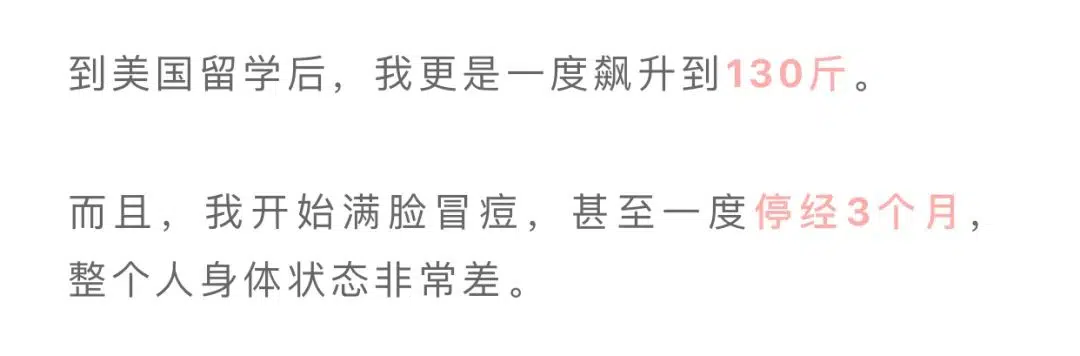 到美国留学后，我更是一度飙升到130斤。
而且，我开始满脸冒痘，甚至一度停经3个月，
整个人身体状态非常差。